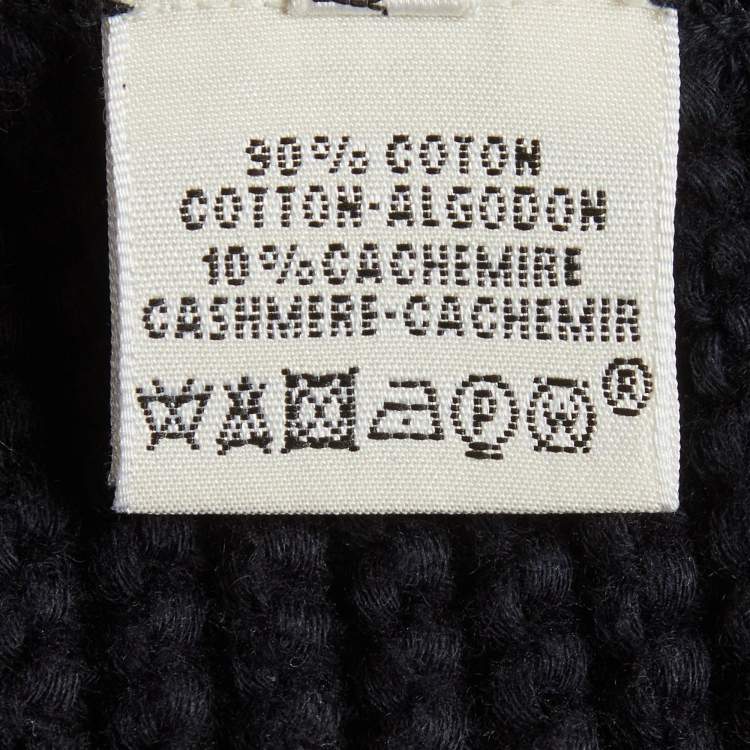 90% COTON
COTTON-ALGODON
10% CACHEMIRE
CASHMERE-CACHEMIR
P W ®